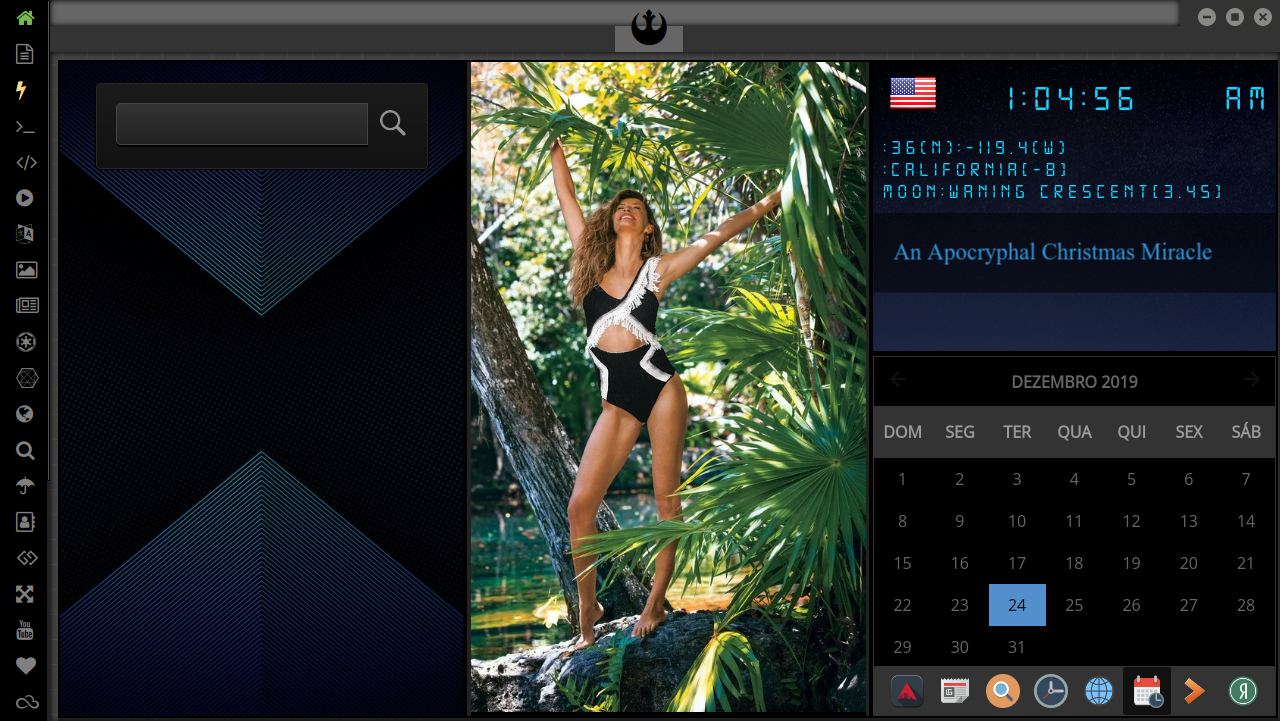 1:04:56 AM
:36(N):-119.4(W)
:CALIFORNIA(-8)
MOON:WANING CRESCENT(3.45)
An Apocryphal Christmas Miracle
DEZEMBRO 2019
DOM SEG TER QUA QUI SEX SÁB
1 2 3 4 5 6 7
8 9 10 11 12 13 14
15 16 17 18 19 20 21
22 23 24 25 26 27 28
29 30 31
You
Tube